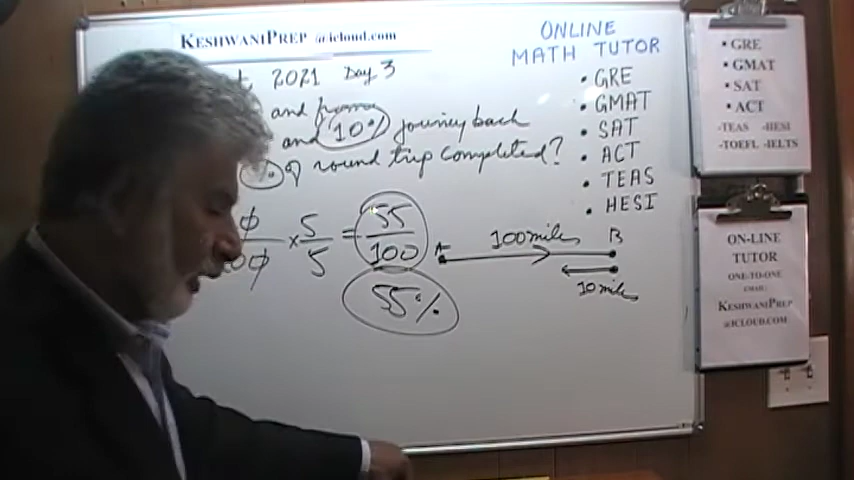 KESHWANIPREP @icloud.com
2021 Day 3
and from
and 10% journey back
of round trip completed?
× 5/5 = 55/100
55%
A 100 miles B
10 miles
ONLINE
MATH TUTOR
• GRE
• GMAT
• SAT
• ACT
• TEAS
• HESI
• GRE
• GMAT
• SAT
• ACT
-TEAS -HESI
-TOEFL -IELTS
ON-LINE
TUTOR
ONE-TO-ONE
EMAIL:
KESHWANIPREP
@ICLOUD.COM